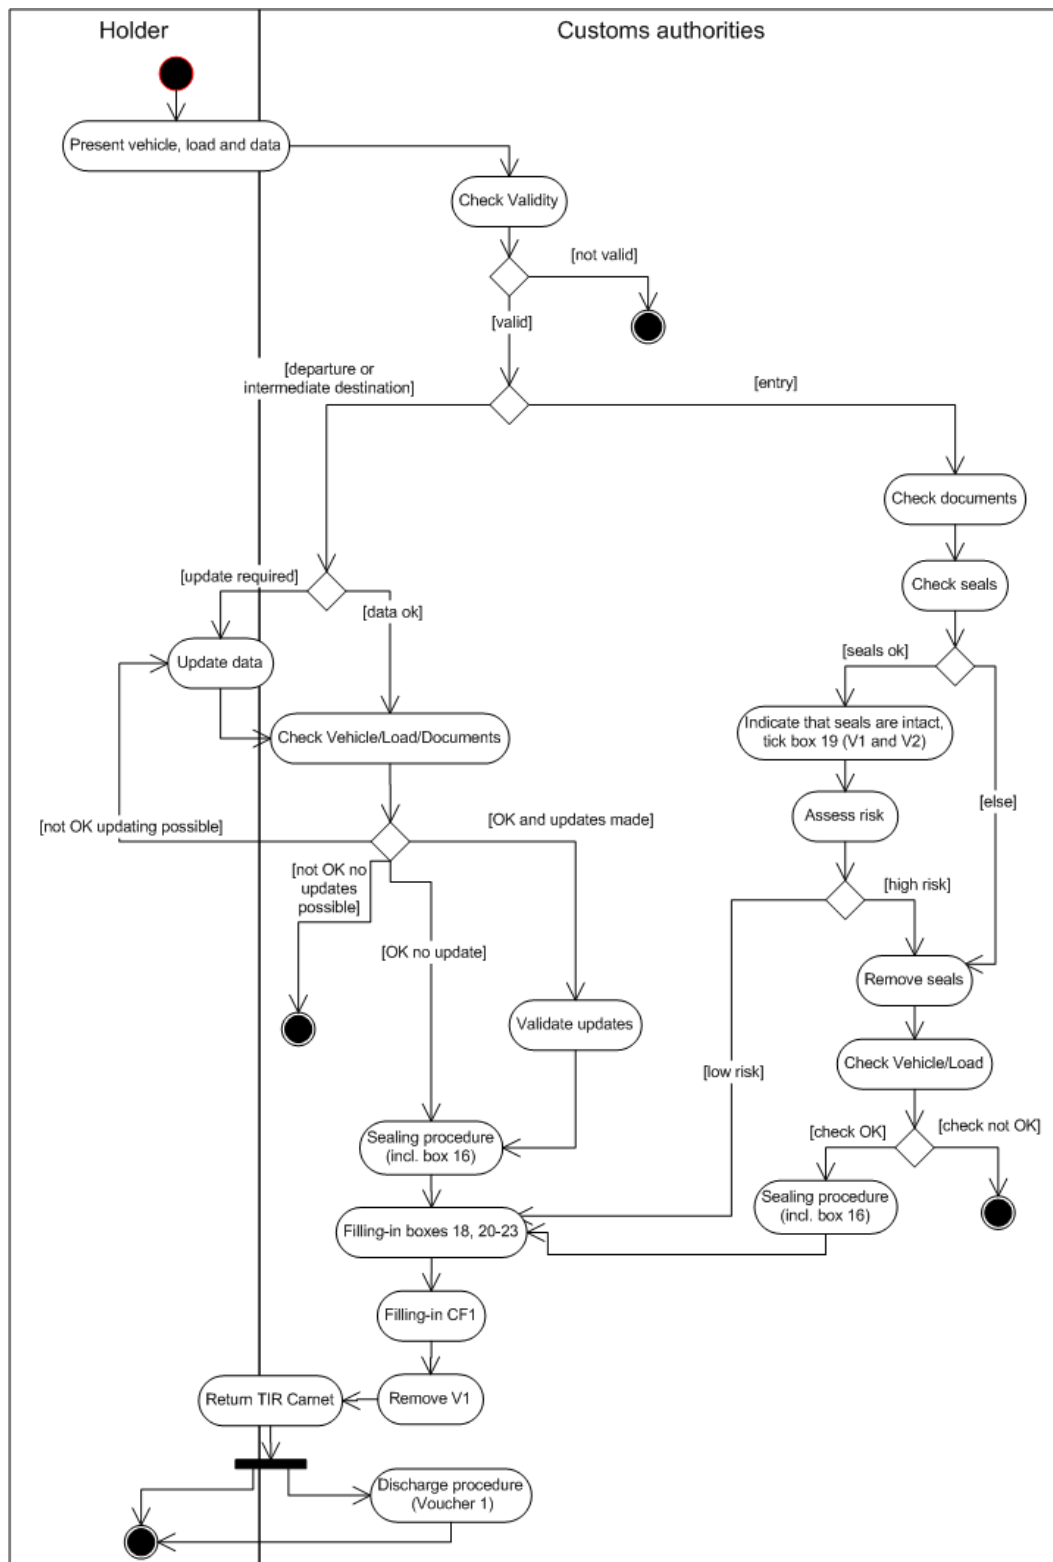 Holder
Customs authorities
Present vehicle, load and data
Check Validity
[not valid]
[valid]
[departure or
intermediate destination]
[entry]
Check documents
[update required]
[data ok]
Check seals
Update data
[seals ok]
Check Vehicle/Load/Documents
Indicate that seals are intact,
tick box 19 (V1 and V2)
[else]
Assess risk
[not OK updating possible]
[OK and updates made]
[not OK no
updates
possible]
[high risk]
[OK no update]
Remove seals
Validate updates
Check Vehicle/Load
[low risk]
[check OK]
[check not OK]
Sealing procedure
(incl. box 16)
Sealing procedure
(incl. box 16)
Filling-in boxes 18, 20-23
Filling-in CF1
Return TIR Carnet
Remove V1
Discharge procedure
(Voucher 1)